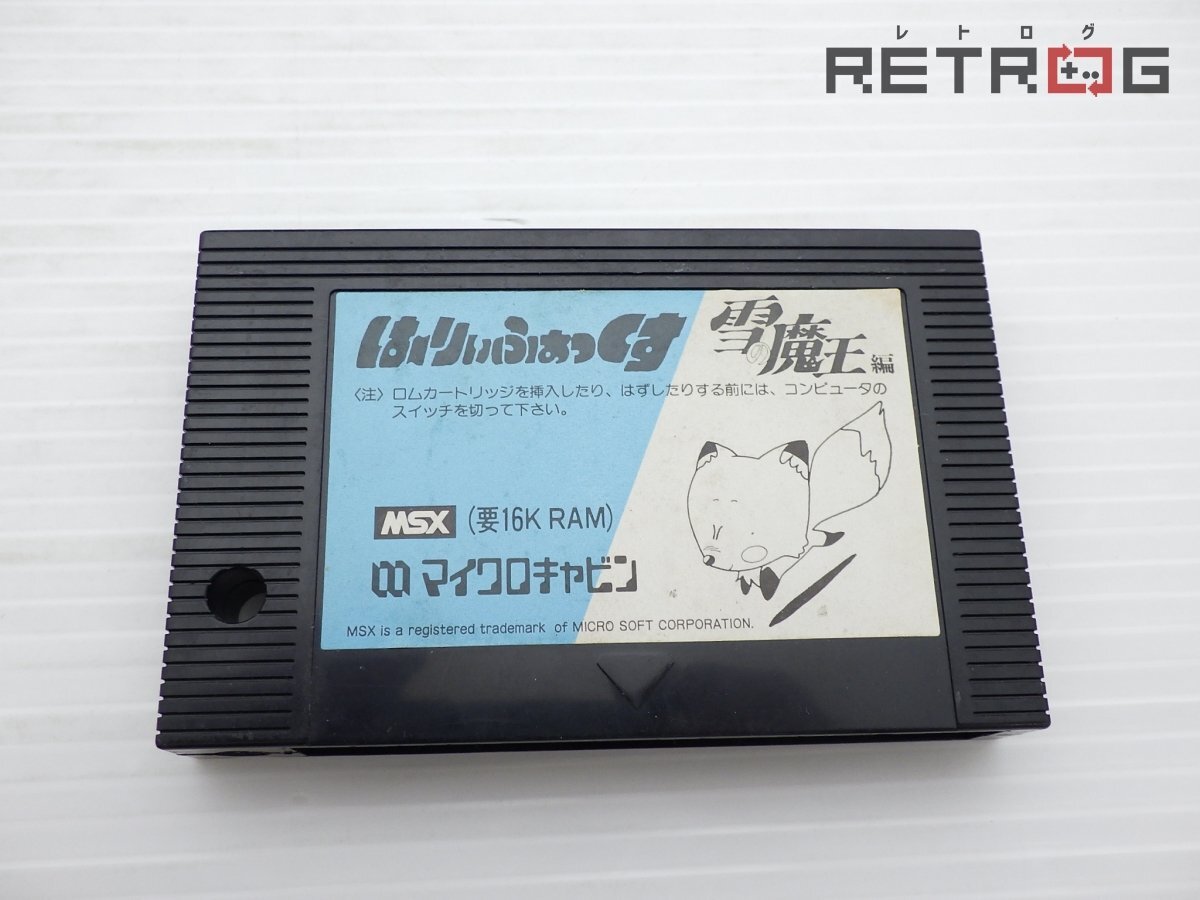 レトログ
RETROG
はりぃふぉっくす 雪の魔王編
〈注〉ロムカートリッジを挿入したり、はずしたりする前には、コンピュータの
スイッチを切って下さい。
MSX (要16K RAM)
マイクロキャビン
MSX is a registered trademark of MICRO SOFT CORPORATION.